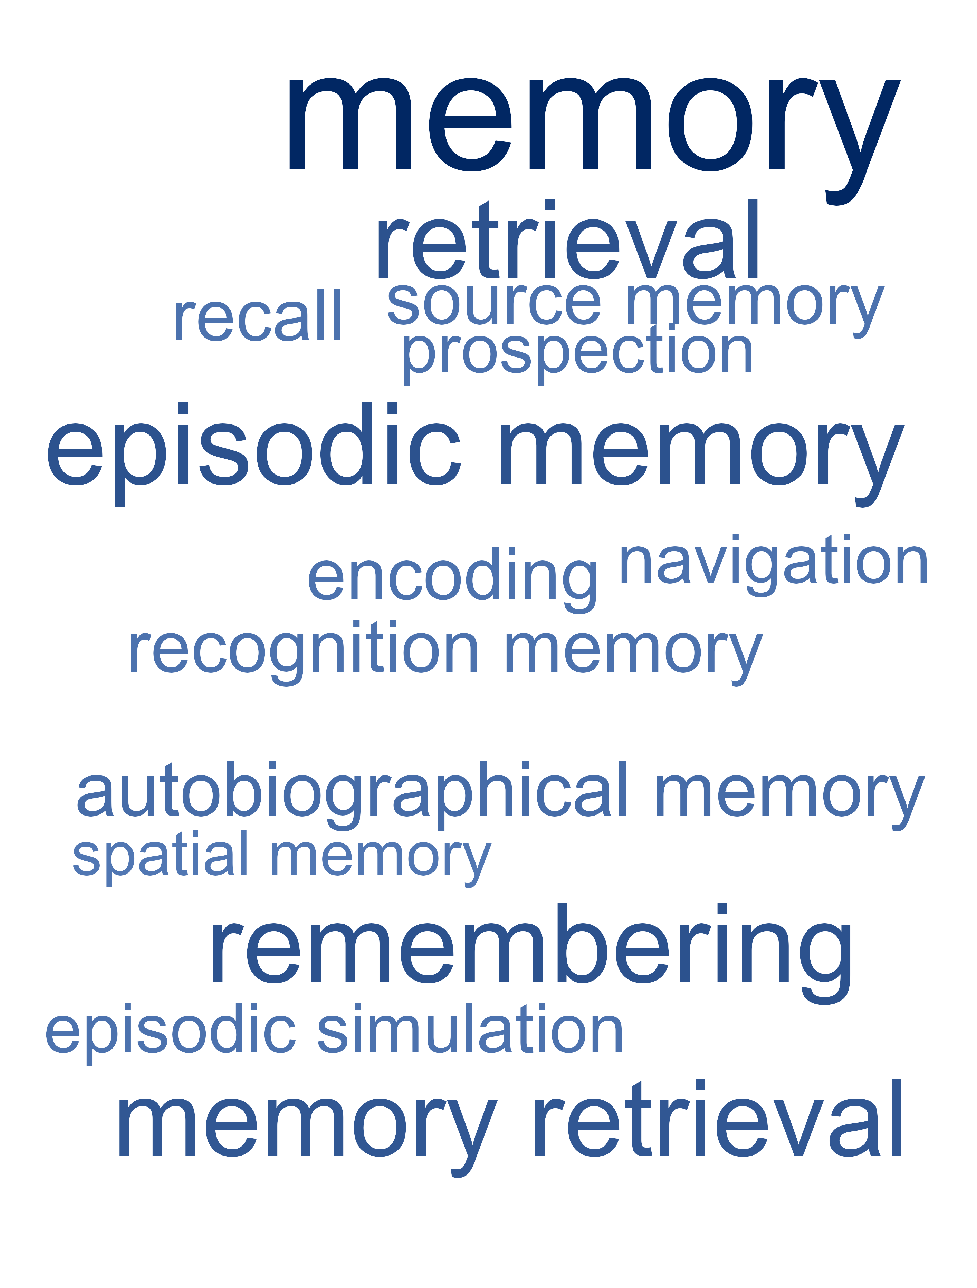 memory
retrieval
recall
source memory
prospection
episodic memory
encoding
navigation
recognition memory
autobiographical memory
spatial memory
remembering
episodic simulation
memory retrieval